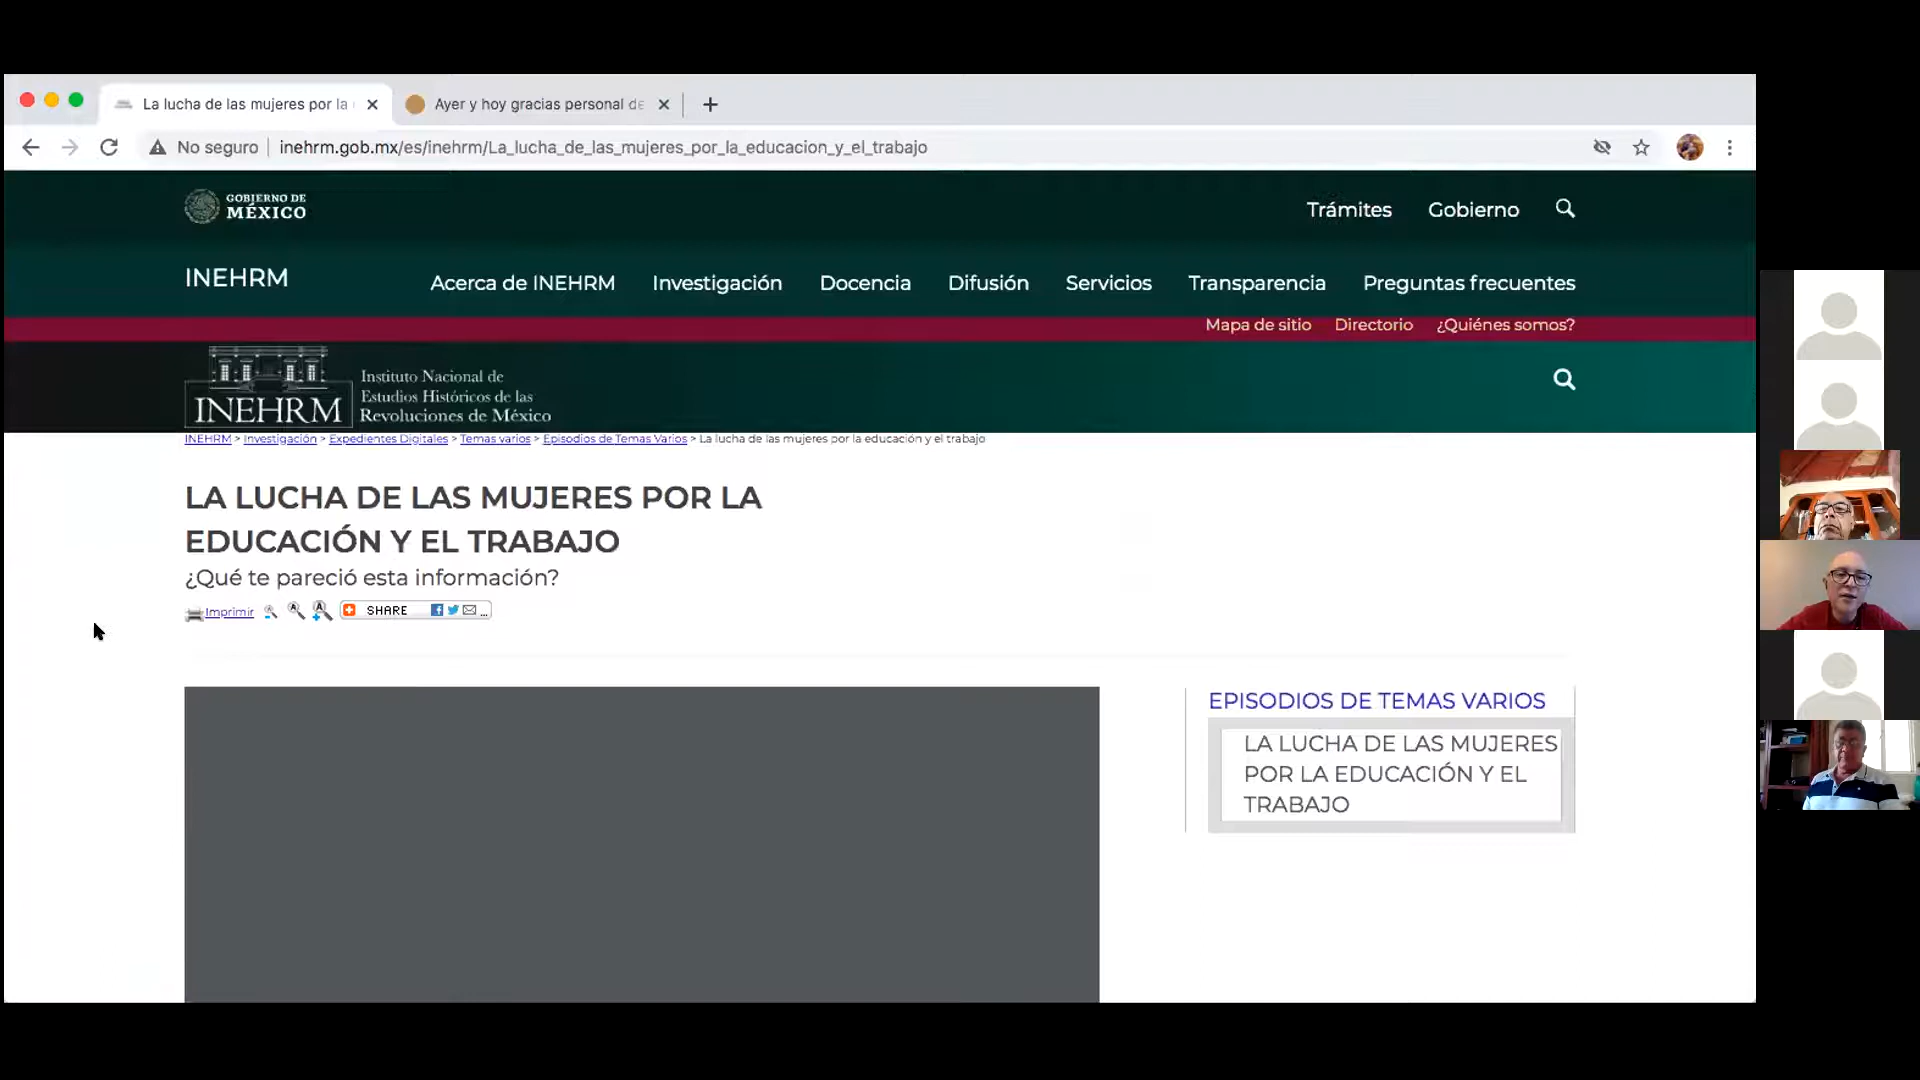 La lucha de las mujeres por la
Ayer y hoy gracias personal de
No seguro
inehrm.gob.mx/es/inehrm/La_lucha_de_las_mujeres_por_la_educacion_y_el_trabajo
GOBIERNO DE
MÉXICO
Trámites Gobierno
INEHRM
Acerca de INEHRM Investigación Docencia Difusión Servicios Transparencia Preguntas frecuentes
Mapa de sitio Directorio ¿Quiénes somos?
INEHRM
Instituto Nacional de
Estudios Históricos de las
Revoluciones de México
INEHRM > Investigación > Expedientes Digitales > Temas varios > Episodios de Temas Varios > La lucha de las mujeres por la educación y el trabajo
LA LUCHA DE LAS MUJERES POR LA
EDUCACIÓN Y EL TRABAJO
¿Qué te pareció esta información?
Imprimir
SHARE ...
EPISODIOS DE TEMAS VARIOS
LA LUCHA DE LAS MUJERES
POR LA EDUCACIÓN Y EL
TRABAJO